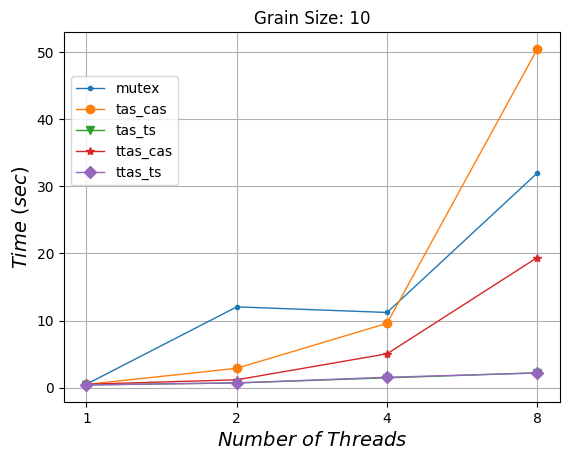 Grain Size: 10
50
40
30
20
10
0
Time (sec)
mutex
tas_cas
tas_ts
ttas_cas
ttas_ts
1
2
4
8
Number of Threads